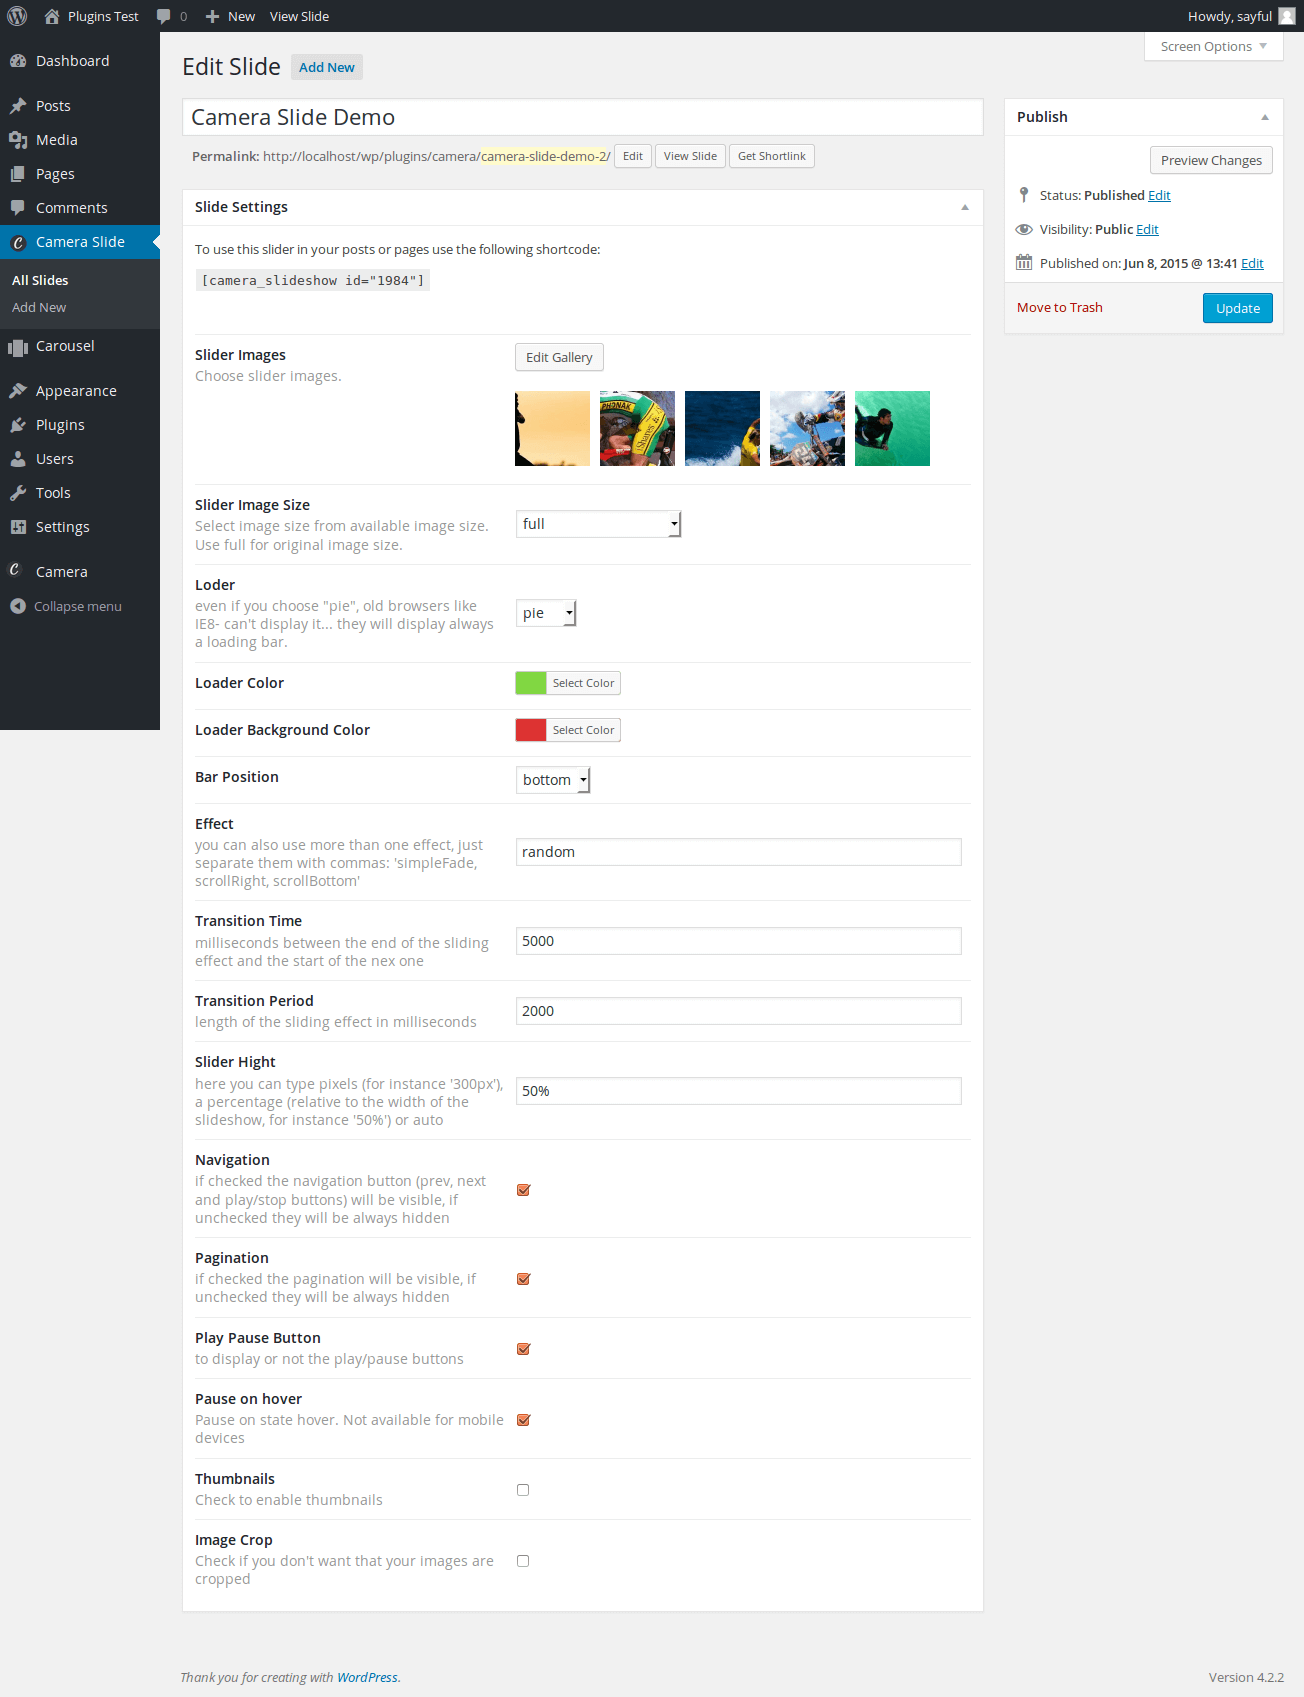 Plugins Test 0 New View Slide Howdy, sayful
Screen Options
Dashboard
Posts
Media
Pages
Comments
Camera Slide
All Slides
Add New
Carousel
Appearance
Plugins
Users
Tools
Settings
Camera
Collapse menu
Edit Slide Add New
Camera Slide Demo
Permalink: http://localhost/wp/plugins/camera/camera-slide-demo-2/ Edit View Slide Get Shortlink
Slide Settings
To use this slider in your posts or pages use the following shortcode:
[camera_slideshow id="1984"]
Slider Images
Choose slider images.
Edit Gallery
PHONAK
Shares &
Slider Image Size
Select image size from available image size.
Use full for original image size.
full
Loder
even if you choose "pie", old browsers like
IE8- can't display it... they will display always
a loading bar.
pie
Loader Color
Select Color
Loader Background Color
Select Color
Bar Position
bottom
Effect
you can also use more than one effect, just
separate them with commas: 'simpleFade,
scrollRight, scrollBottom'
random
Transition Time
milliseconds between the end of the sliding
effect and the start of the nex one
5000
Transition Period
length of the sliding effect in milliseconds
2000
Slider Hight
here you can type pixels (for instance '300px'),
a percentage (relative to the width of the
slideshow, for instance '50%') or auto
50%
Navigation
if checked the navigation button (prev, next
and play/stop buttons) will be visible, if
unchecked they will be always hidden
Pagination
if checked the pagination will be visible, if
unchecked they will be always hidden
Play Pause Button
to display or not the play/pause buttons
Pause on hover
Pause on state hover. Not available for mobile
devices
Thumbnails
Check to enable thumbnails
Image Crop
Check if you don't want that your images are
cropped
Publish
Preview Changes
Status: Published Edit
Visibility: Public Edit
Published on: Jun 8, 2015 @ 13:41 Edit
Move to Trash Update
Thank you for creating with WordPress. Version 4.2.2